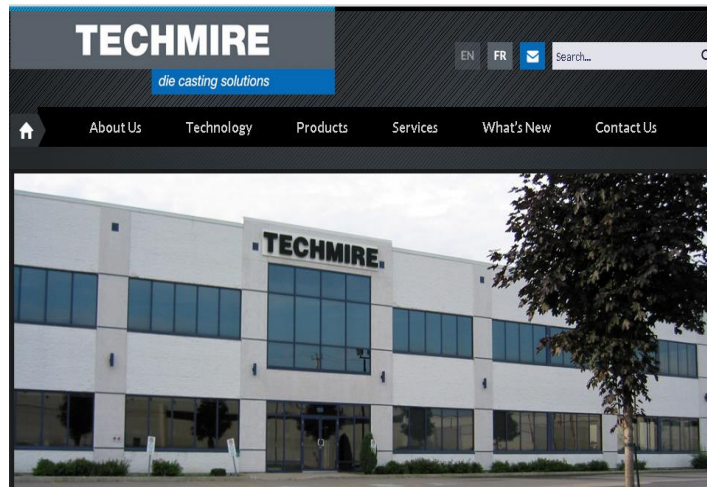 TECHMIRE
die casting solutions
EN FR Search...
About Us Technology Products Services What's New Contact Us
TECHMIRE